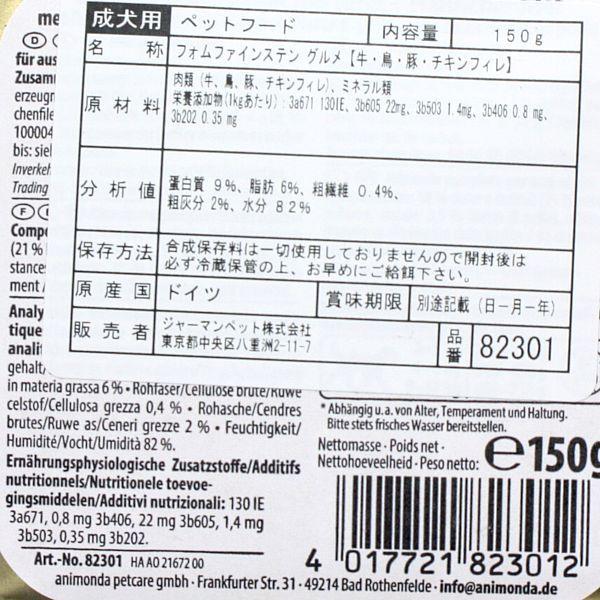 成犬用 ペットフード 内容量 150g
名称 フォムファインステン グルメ【牛・鳥・豚・チキンフィレ】
原材料 肉類 (牛、鳥、豚、チキンフィレ)、ミネラル類
栄養添加物(1kgあたり) : 3a671 130IE, 3b605 22mg, 3b503 1.4mg, 3b406 0.8 mg,
3b202 0.35 mg
分析値 蛋白質 9%、脂肪 6%、粗繊維 0.4%、
粗灰分 2%、水分 82%
保存方法 合成保存料は一切使用しておりませんので開封後は
必ず冷蔵保管の上、お早めにご給餌下さい。
原産国 ドイツ 賞味期限 別途記載 (日ー月ー年)
販売者 ジャーマンペット株式会社
東京都中央区八重洲2-11-7
品番 82301
me
D
für aus
Zusam
erzeugn
chenfile
100004
bis: siel
Inverkeh
Trading
F
Compo
(21 %
stances
ment /
Analy
tique
analit
gehalt/
in materia grassa 6 % • Rohfaser/Cellulose brute/Ruwe
celstof/Cellulosa grezza 0,4 % • Rohasche/Cendres
brutes/Ruwe as/Ceneri grezze 2 % • Feuchtigkeit/
Humidité/Vocht/Umidità 82 %.
Ernährungsphysiologische Zusatzstoffe/Additifs
nutritionnels/Nutritionele toevoe-
gingsmiddelen/Additivi nutrizionali: 130 IE
3a671, 0,8 mg 3b406, 22 mg 3b605, 1,4 mg
3b503, 0,35 mg 3b202.
Art.-No. 82301 HA AO 21672 00
animonda petcare gmbh • Frankfurter Str. 31 • 49214 Bad Rothenfelde • info@animonda.de
* Abhängig u. a. von Alter, Temperament und Haltung.
Bitte stets frisches Wasser bereitstellen.
Nettomasse • Poids net •
Nettohoeveelheid • Peso netto: ℮150g
4 017721 823012